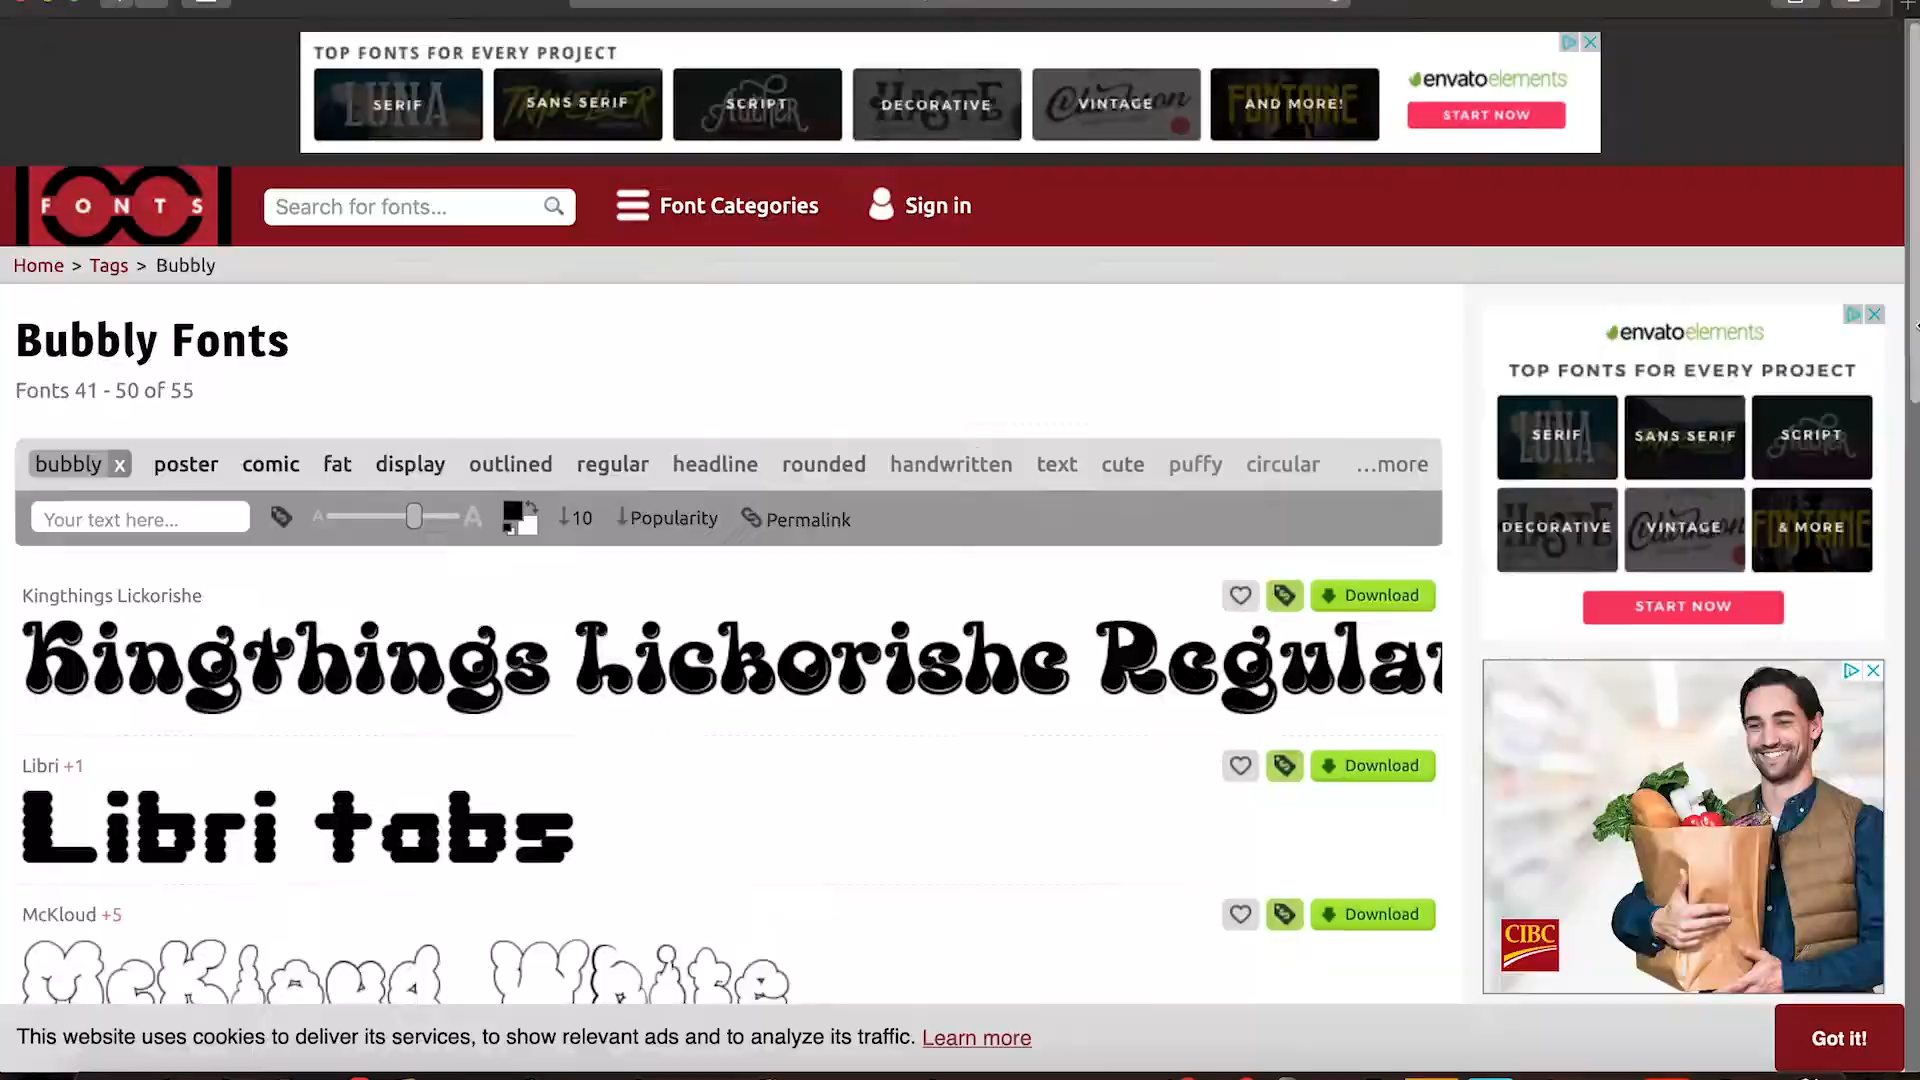 TOP FONTS FOR EVERY PROJECT
SERIF
SANS SERIF
SCRIPT
DECORATIVE
VINTAGE
AND MORE!
envatoelements
START NOW
FONTS
Search for fonts...
Font Categories
Sign in
Home > Tags > Bubbly
Bubbly Fonts
Fonts 41 - 50 of 55
bubbly x poster comic fat display outlined regular headline rounded handwritten text cute puffy circular ...more
Your text here... A A ↓10 ↓Popularity Permalink
Kingthings Lickorishe
Download
Kingthings Lickorishe Regular
Libri +1
Download
Libri tabs
McKloud +5
Download
McKloud White
envatoelements
TOP FONTS FOR EVERY PROJECT
SERIF
SANS SERIF
SCRIPT
DECORATIVE
VINTAGE
& MORE
START NOW
CIBC
This website uses cookies to deliver its services, to show relevant ads and to analyze its traffic. Learn more
Got it!